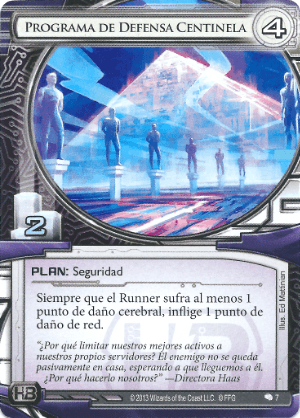 PROGRAMA DE DEFENSA CENTINELA
4
2
PLAN: Seguridad
Siempre que el Runner sufra al menos 1
punto de daño cerebral, inflige 1 punto de
daño de red.
"¿Por qué limitar nuestros mejores activos a
nuestros propios servidores? El enemigo no se queda
pasivamente en casa, esperando a que lleguemos a él.
¿Por qué hacerlo nosotros?" —Directora Haas
Illus. Ed Mattinian
HB
© 2013 Wizards of the Coast LLC. © FFG
7